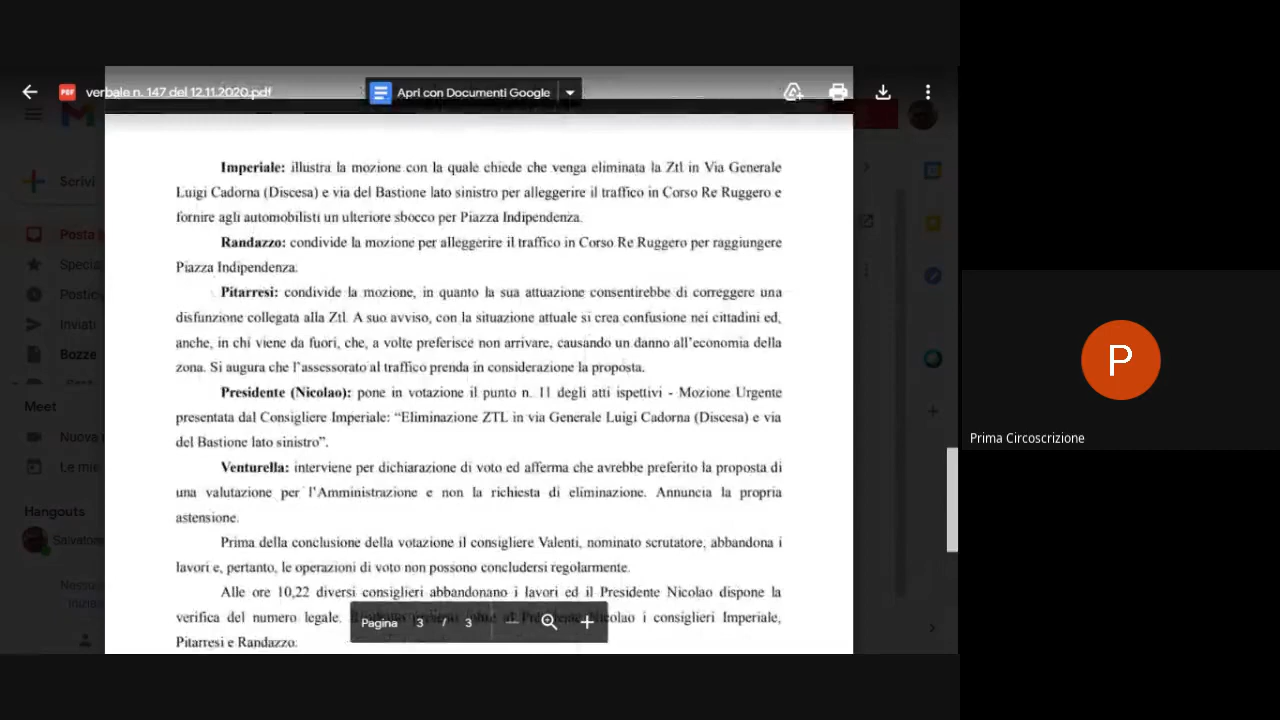 verbale n. 147 del 12.11.2020.pdf
Apri con Documenti Google
Scrivi
Posta
Specia
Postic
Inviati
Bozze
Meet
Nuova
Le mie
Hangouts
Salvatore
Nessun
Inizia
Imperiale: illustra la mozione con la quale chiede che venga eliminata la Ztl in Via Generale
Luigi Cadorna (Discesa) e via del Bastione lato sinistro per alleggerire il traffico in Corso Re Ruggero e
fornire agli automobilisti un ulteriore sbocco per Piazza Indipendenza.
Randazzo: condivide la mozione per alleggerire il traffico in Corso Re Ruggero per raggiungere
Piazza Indipendenza.
Pitarresi: condivide la mozione, in quanto la sua attuazione consentirebbe di correggere una
disfunzione collegata alla Ztl. A suo avviso, con la situazione attuale si crea confusione nei cittadini ed,
anche, in chi viene da fuori, che, a volte preferisce non arrivare, causando un danno all'economia della
zona. Si augura che l'assessorato al traffico prenda in considerazione la proposta.
Presidente (Nicolao): pone in votazione il punto n. 11 degli atti ispettivi - Mozione Urgente
presentata dal Consigliere Imperiale: “Eliminazione ZTL in via Generale Luigi Cadorna (Discesa) e via
del Bastione lato sinistro”.
Venturella: interviene per dichiarazione di voto ed afferma che avrebbe preferito la proposta di
una valutazione per l'Amministrazione e non la richiesta di eliminazione. Annuncia la propria
astensione.
Prima della conclusione della votazione il consigliere Valenti, nominato scrutatore, abbandona i
lavori e, pertanto, le operazioni di voto non possono concludersi regolarmente.
Alle ore 10,22 diversi consiglieri abbandonano i lavori ed il Presidente Nicolao dispone la
verifica del numero legale. Nicolao i consiglieri Imperiale,
Pitarresi e Randazzo.
Pagina 3 / 3
P
Prima Circoscrizione